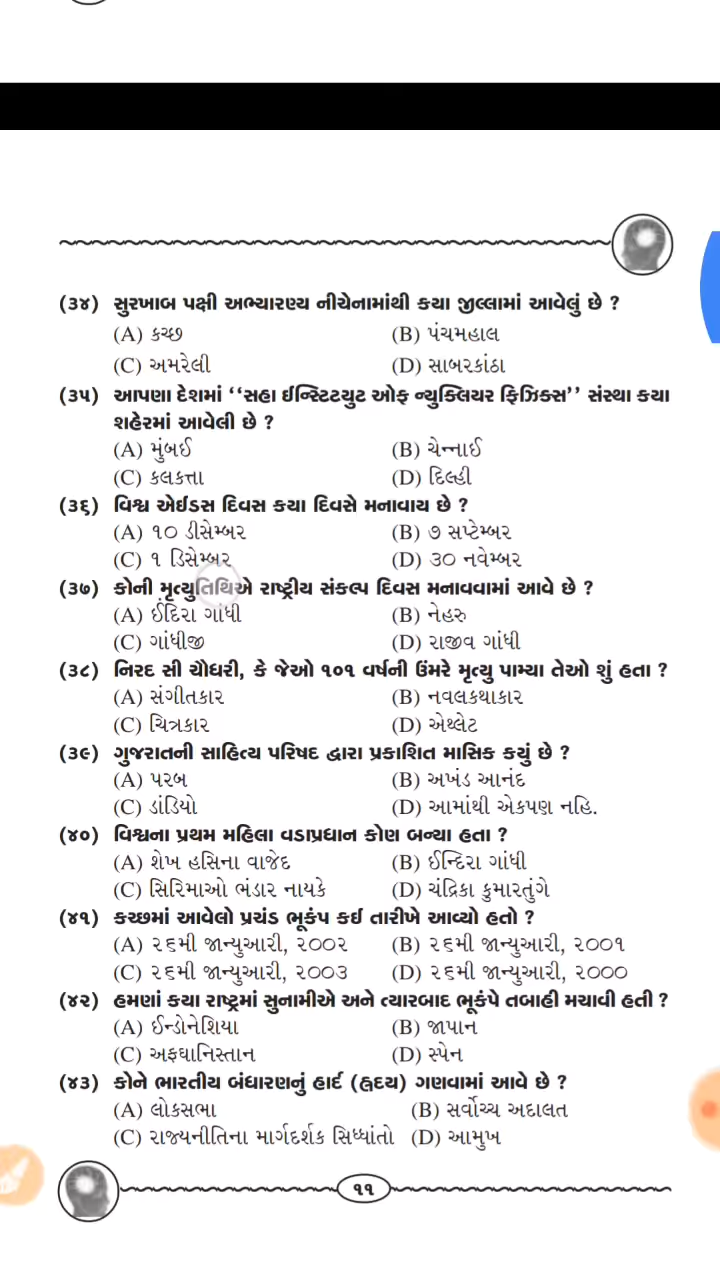 (૩૪) સુરખાબ પક્ષી અભ્યારણ્ય નીચેનામાંથી કયા જીલ્લામાં આવેલું છે ?
(A) કચ્છ (B) પંચમહાલ
(C) અમરેલી (D) સાબરકાંઠા
(૩૫) આપણા દેશમાં ‘‘સહા ઈન્સ્ટિટયુટ ઓફ ન્યુક્લિયર ફિઝિક્સ’’ સંસ્થા કયા
શહેરમાં આવેલી છે ?
(A) મુંબઈ (B) ચેન્નાઈ
(C) કલકત્તા (D) દિલ્હી
(૩૬) વિશ્વ એઈડસ દિવસ કયા દિવસે મનાવાય છે ?
(A) ૧૦ ડીસેમ્બર (B) ૭ સપ્ટેમ્બર
(C) ૧ ડિસેમ્બર (D) ૩૦ નવેમ્બર
(૩૭) કોની મૃત્યુતિથિએ રાષ્ટ્રીય સંકલ્પ દિવસ મનાવવામાં આવે છે ?
(A) ઈંદિરા ગાંધી (B) નેહરુ
(C) ગાંધીજી (D) રાજીવ ગાંધી
(૩૮) નિરદ સી ચૌધરી, કે જેઓ ૧૦૧ વર્ષની ઉંમરે મૃત્યુ પામ્યા તેઓ શું હતા ?
(A) સંગીતકાર (B) નવલકથાકાર
(C) ચિત્રકાર (D) એથ્લેટ
(૩૯) ગુજરાતની સાહિત્ય પરિષદ દ્વારા પ્રકાશિત માસિક કયું છે ?
(A) પરબ (B) અખંડ આનંદ
(C) ડાંડિયો (D) આમાંથી એકપણ નહિ.
(૪૦) વિશ્વના પ્રથમ મહિલા વડાપ્રધાન કોણ બન્યા હતા ?
(A) શેખ હસિના વાજેદ (B) ઈન્દિરા ગાંધી
(C) સિરિમાઓ ભંડાર નાયકે (D) ચંદ્રિકા કુમારતુંગે
(૪૧) કચ્છમાં આવેલો પ્રચંડ ભૂકંપ કઈ તારીખે આવ્યો હતો ?
(A) ૨૬મી જાન્યુઆરી, ૨૦૦૨ (B) ૨૬મી જાન્યુઆરી, ૨૦૦૧
(C) ૨૬મી જાન્યુઆરી, ૨૦૦૩ (D) ૨૬મી જાન્યુઆરી, ૨૦૦૦
(૪૨) હમણાં કયા રાષ્ટ્રમાં સુનામીએ અને ત્યારબાદ ભૂકંપે તબાહી મચાવી હતી ?
(A) ઈન્ડોનેશિયા (B) જાપાન
(C) અફઘાનિસ્તાન (D) સ્પેન
(૪૩) કોને ભારતીય બંધારણનું હાર્દ (હૃદય) ગણવામાં આવે છે ?
(A) લોકસભા (B) સર્વોચ્ચ અદાલત
(C) રાજ્યનીતિના માર્ગદર્શક સિધ્ધાંતો (D) આમુખ
૧૧